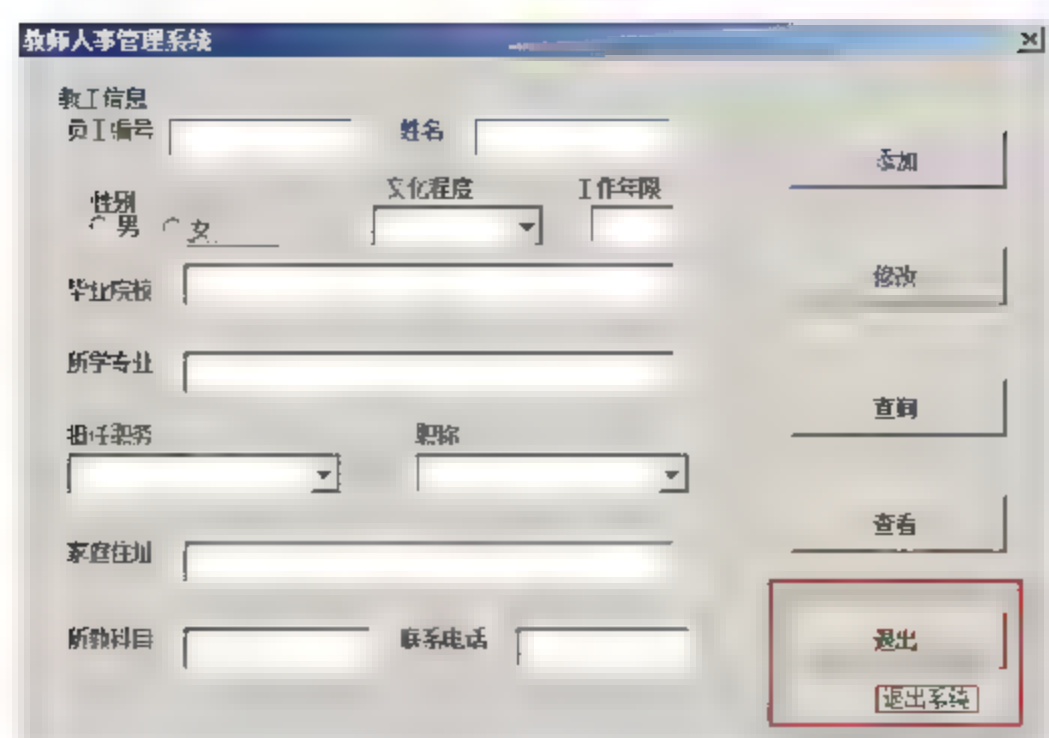 教师人事管理系统
教工信息
员工编号
姓名
添加
性别
男
女
文化程度
工作年限
修改
毕业院校
所学专业
查询
担任职务
职称
查看
家庭住址
所教科目
联系电话
退出
退出系统